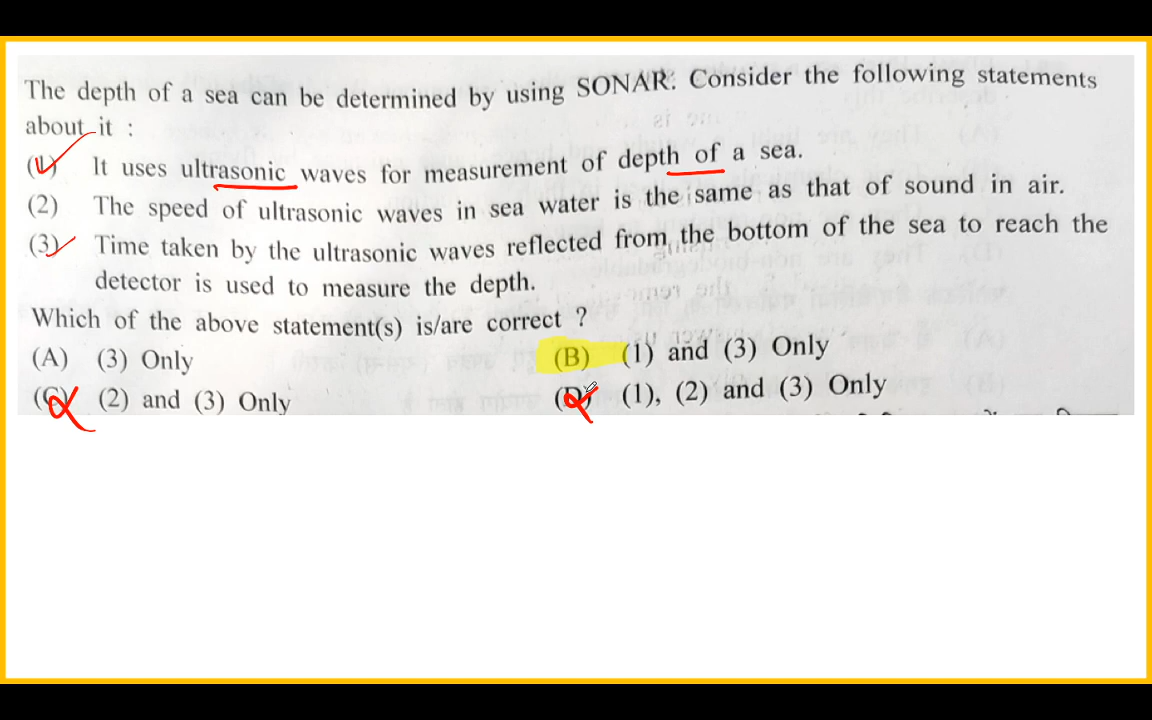 The depth of a sea can be determined by using SONAR. Consider the following statements
about it :
(1) It uses ultrasonic waves for measurement of depth of a sea.
(2) The speed of ultrasonic waves in sea water is the same as that of sound in air.
(3) Time taken by the ultrasonic waves reflected from the bottom of the sea to reach the
detector is used to measure the depth.
Which of the above statement(s) is/are correct ?
(A) (3) Only (B) (1) and (3) Only
(C) (2) and (3) Only (D) (1), (2) and (3) Only